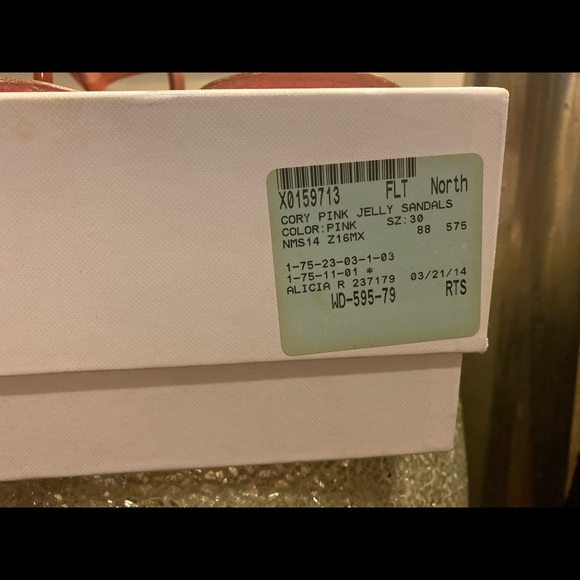 X0159713 FLT North
CORY PINK JELLY SANDALS
COLOR:PINK SZ:30
NMS14 Z16MX 88 575
1-75-23-03-1-03
1-75-11-01 *
ALICIA R 237179 03/21/14
WD-595-79 RTS